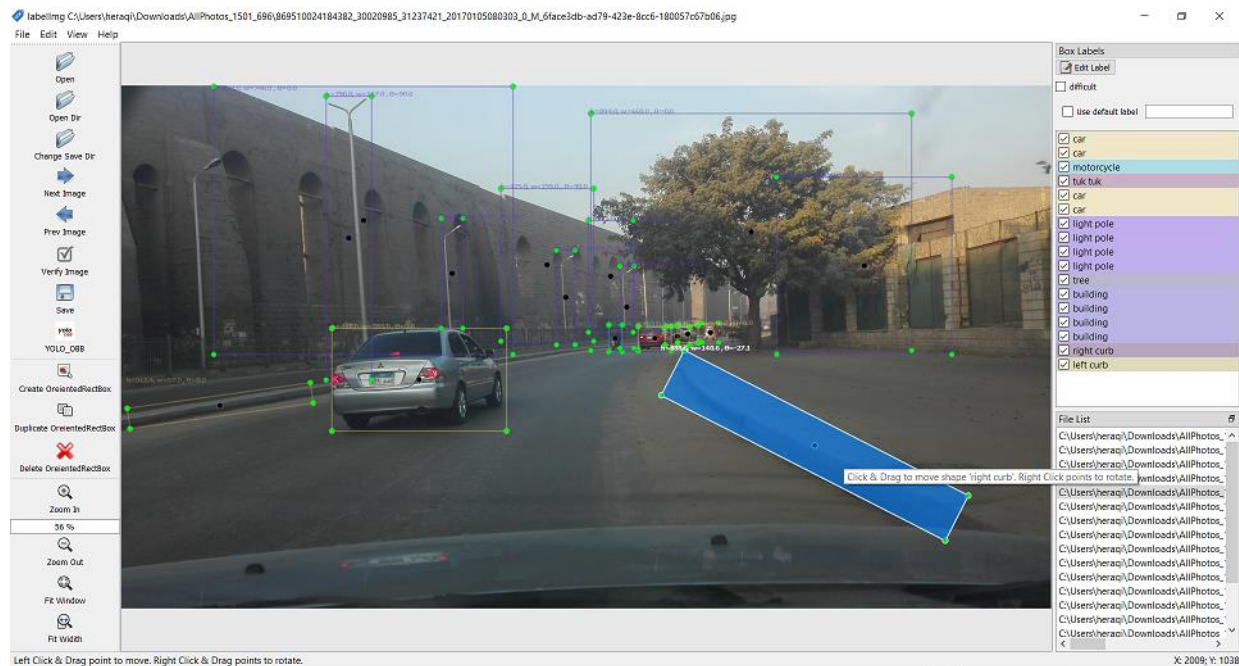 labelImg C:\Users\heraqi\Downloads\AllPhotos_1501_696\869510024184382_30020985_31237421_20170105080303_0_M_6face3db-ad79-423e-8cc6-180057c67b06.jpg
File Edit View Help
Open
Open Dir
Change Save Dir
Next Image
Prev Image
Verify Image
Save
YOLO_OBB
Create OreientedRectBox
Duplicate OreientedRectBox
Delete OreientedRectBox
Zoom In
56 %
Zoom Out
Fit Window
Fit Width
Click & Drag to move shape 'right curb'. Right Click points to rotate.
Box Labels
Edit Label
difficult
Use default label
car
car
motorcycle
tuk tuk
car
car
light pole
light pole
light pole
light pole
tree
building
building
building
building
right curb
left curb
File List
C:\Users\heraqi\Downloads\AllPhotos_
C:\Users\heraqi\Downloads\AllPhotos_
C:\Users\heraqi\Downloads\AllPhotos_
C:\Users\heraqi\Downloads\AllPhotos_
C:\Users\heraqi\Downloads\AllPhotos_
C:\Users\heraqi\Downloads\AllPhotos_
C:\Users\heraqi\Downloads\AllPhotos_
C:\Users\heraqi\Downloads\AllPhotos_
C:\Users\heraqi\Downloads\AllPhotos_
C:\Users\heraqi\Downloads\AllPhotos_
C:\Users\heraqi\Downloads\AllPhotos_
C:\Users\heraqi\Downloads\AllPhotos_
C:\Users\heraqi\Downloads\AllPhotos_
C:\Users\heraqi\Downloads\AllPhotos_
Left Click & Drag point to move. Right Click & Drag points to rotate.
X: 2009; Y: 1038